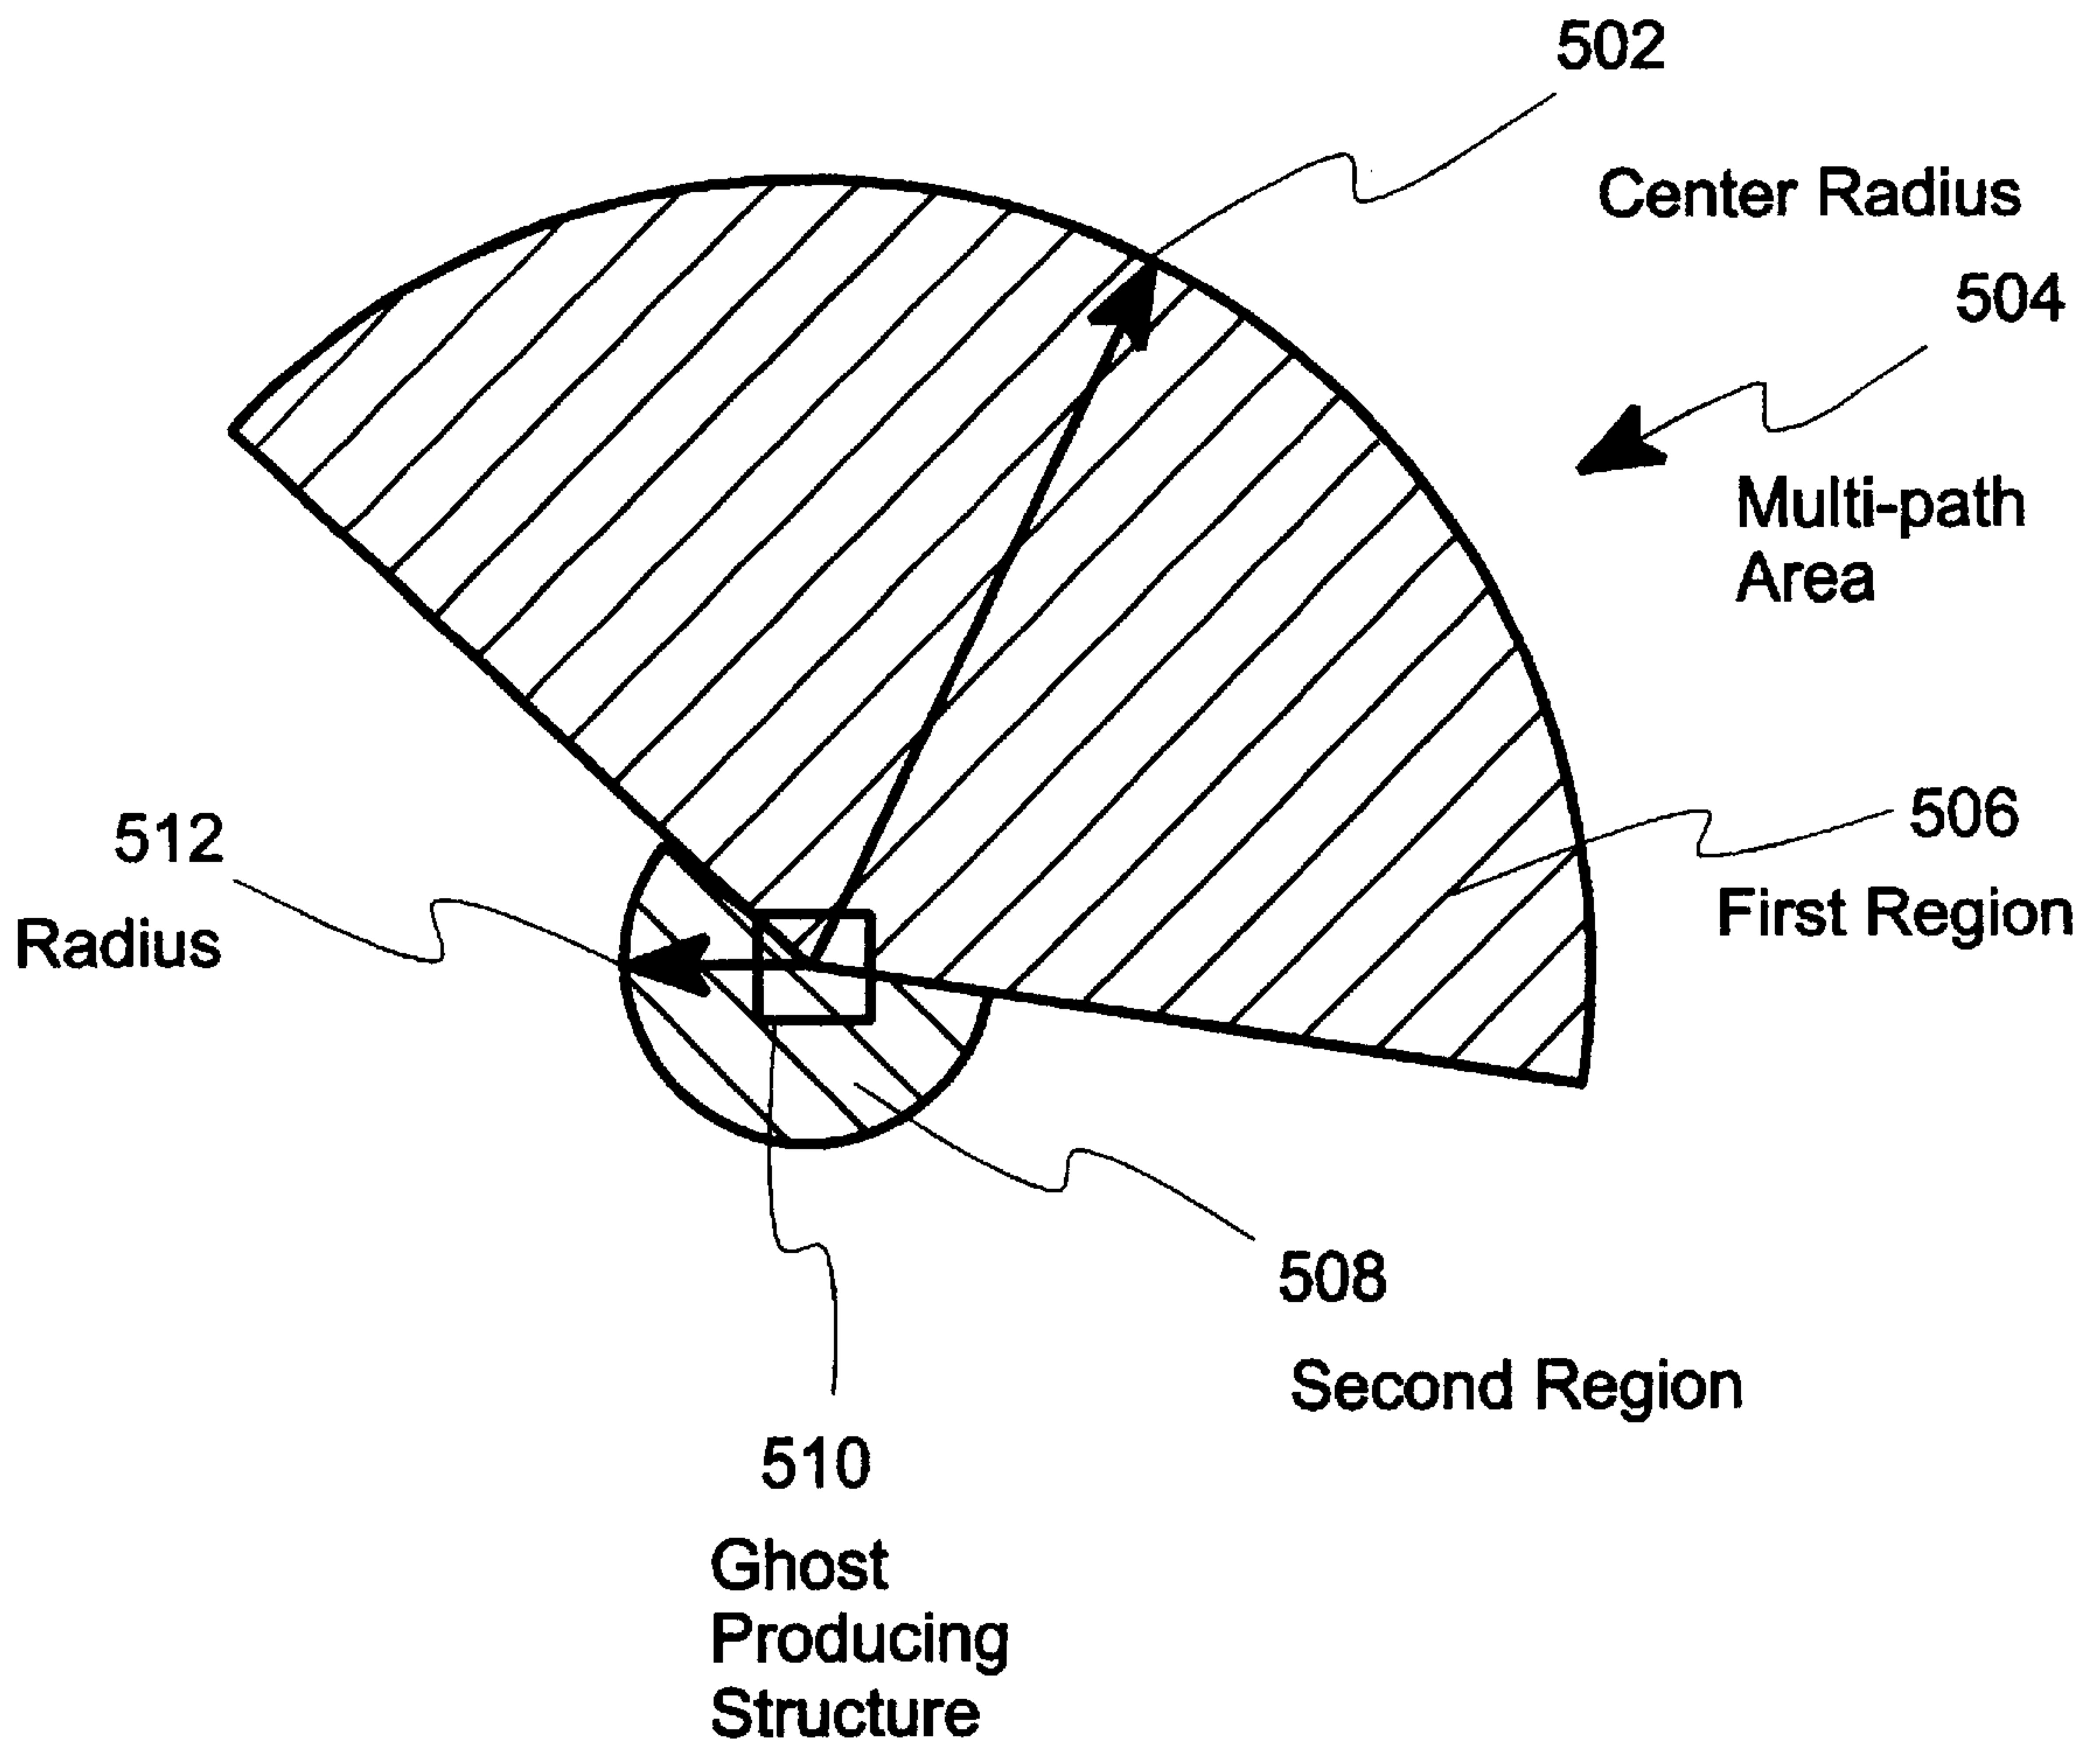 502
Center Radius
504
Multi-path
Area
512
Radius
506
First Region
508
Second Region
510
Ghost
Producing
Structure